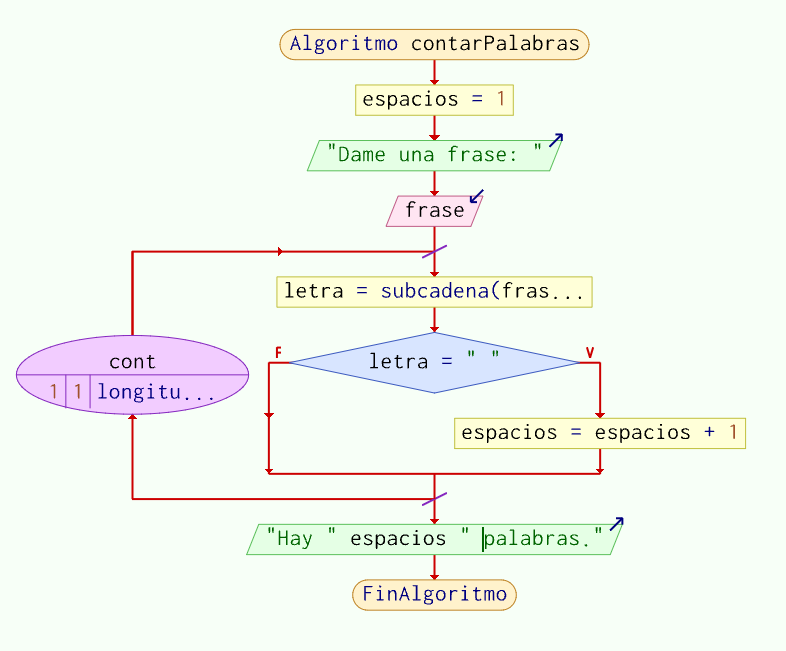 Algoritmo contarPalabras
espacios = 1
"Dame una frase: "
frase
letra = subcadena(fras...
cont
1 1 longitu...
F
letra = " "
V
espacios = espacios + 1
"Hay " espacios " palabras."
FinAlgoritmo